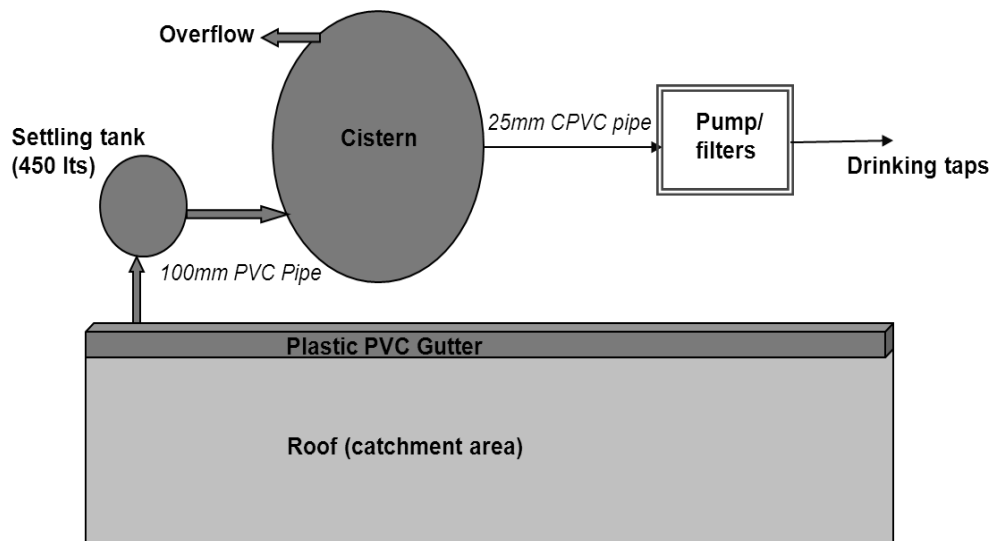 Overflow
Settling tank
(450 lts)
Cistern
25mm CPVC pipe
Pump/
filters
Drinking taps
100mm PVC Pipe
Plastic PVC Gutter
Roof (catchment area)